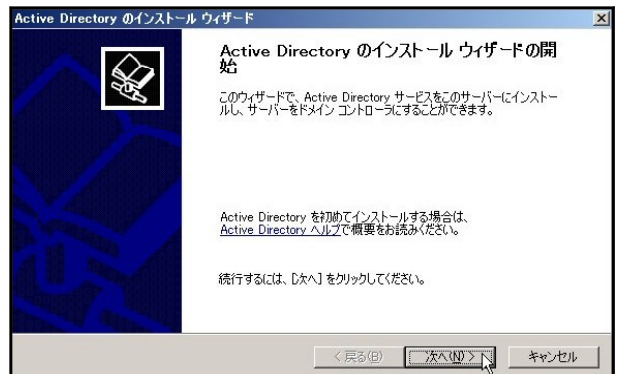 Active Directory のインストール ウィザード
Active Directory のインストール ウィザードの開
始
このウィザードで、Active Directory サービスをこのサーバーにインストー
ルし、サーバーをドメイン コントローラにすることができます。
Active Directory を初めてインストールする場合は、
Active Directory ヘルプで概要をお読みください。
続行するには、[次へ] をクリックしてください。
< 戻る(B)
次へ(N) >
キャンセル